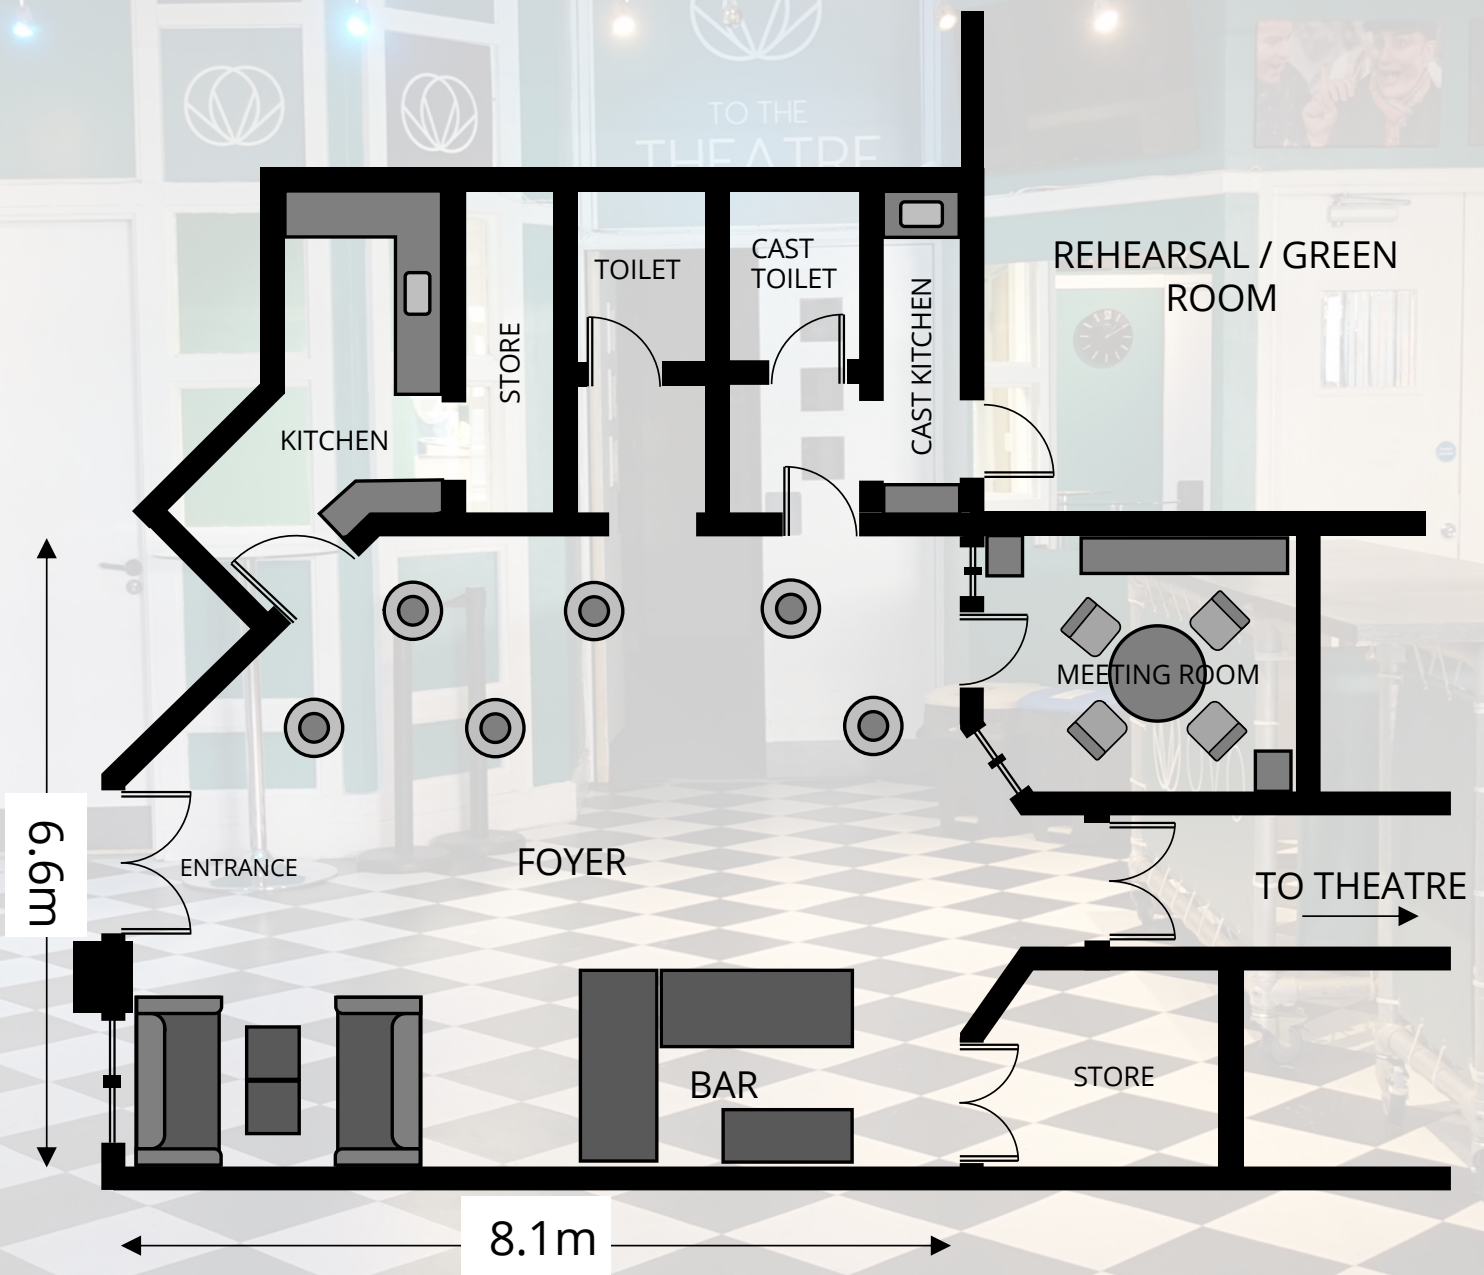 TO THE
THEATRE
CAST
TOILET
TOILET
REHEARSAL / GREEN
ROOM
STORE
CAST KITCHEN
KITCHEN
MEETING ROOM
6.6m
ENTRANCE
FOYER
TO THEATRE
BAR
STORE
8.1m